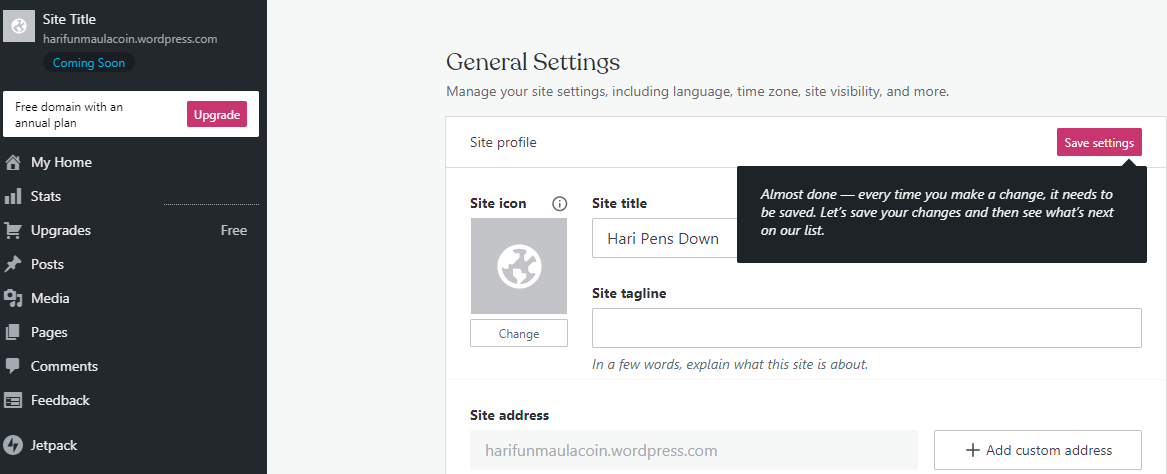 Site Title
harifunmaulacoin.wordpress.com
Coming Soon
Free domain with an
annual plan
Upgrade
My Home
Stats
Upgrades
Free
Posts
Media
Pages
Comments
Feedback
Jetpack
General Settings
Manage your site settings, including language, time zone, site visibility, and more.
Site profile
Save settings
Almost done — every time you make a change, it needs to
be saved. Let's save your changes and then see what's next
on our list.
Site icon
Change
Site title
Hari Pens Down
Site tagline
In a few words, explain what this site is about.
Site address
harifunmaulacoin.wordpress.com
+ Add custom address